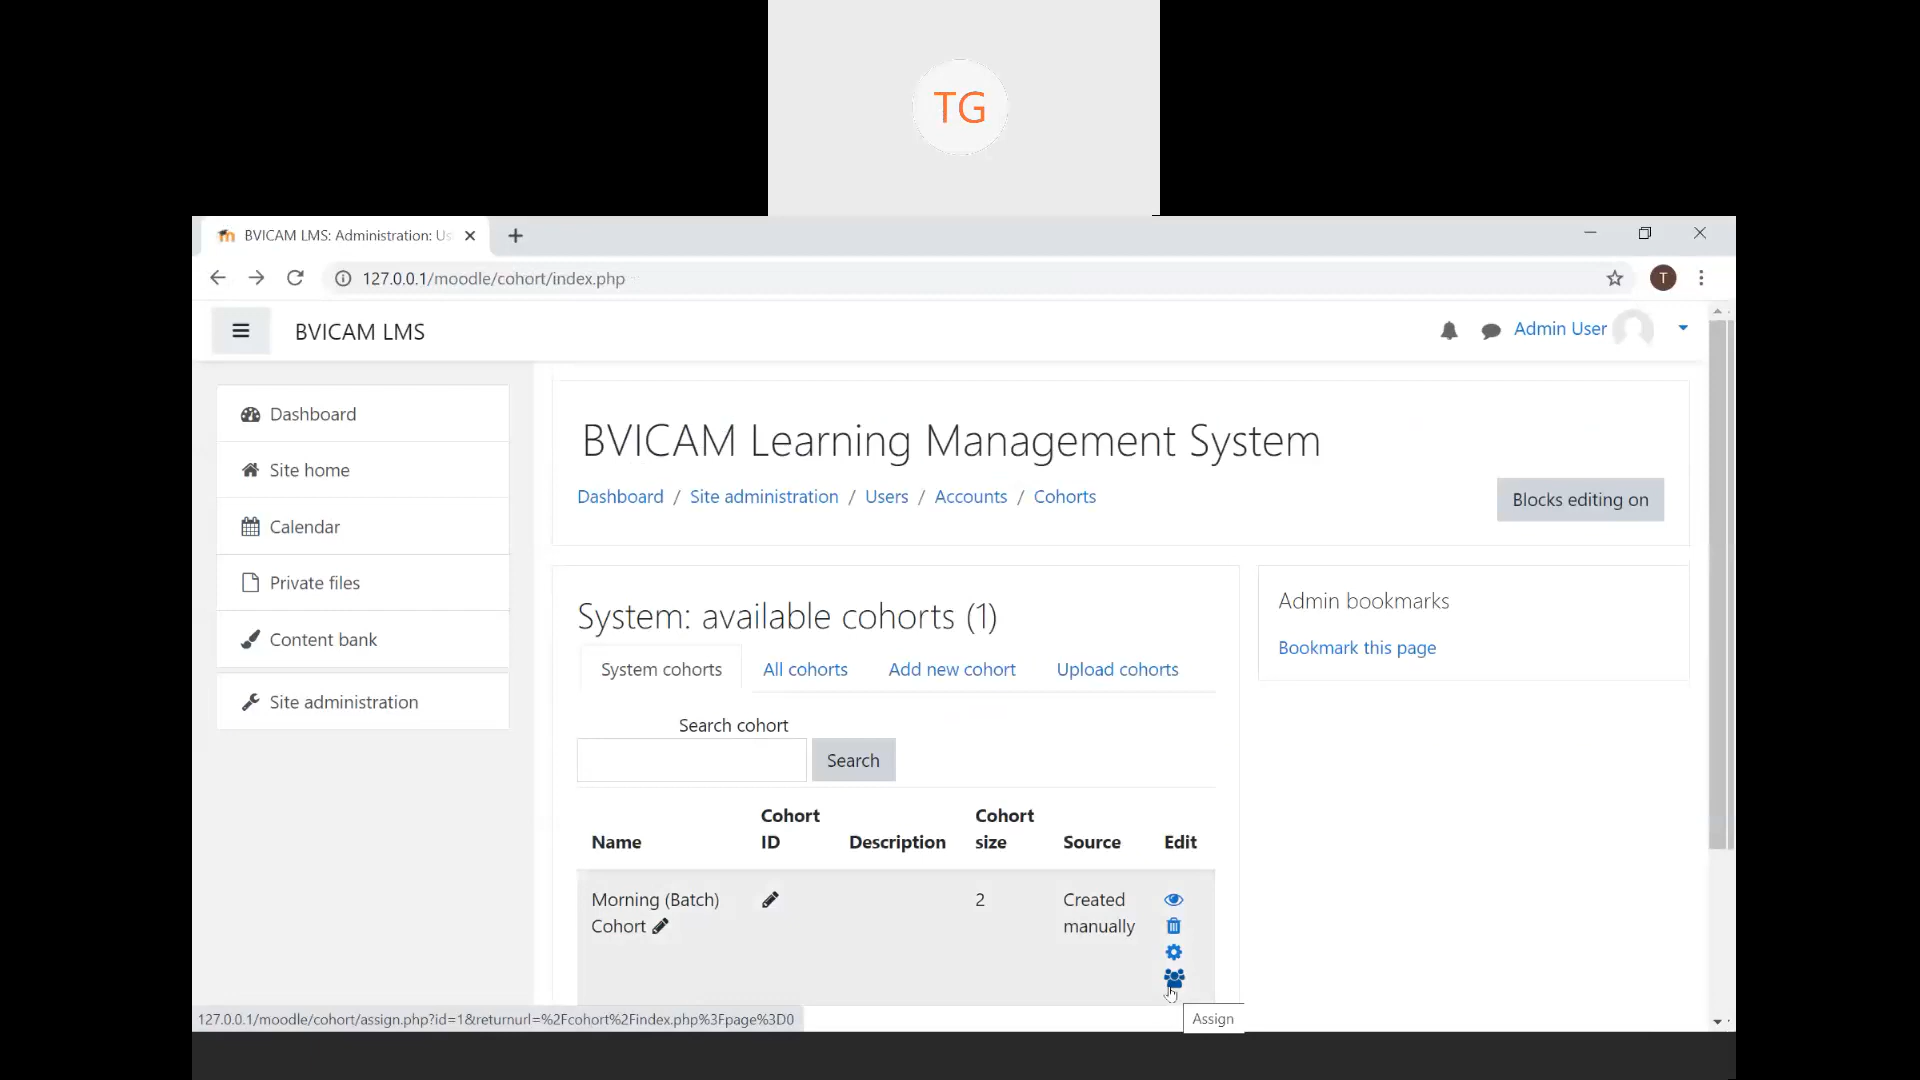 TG
BVICAM LMS: Administration: Us
127.0.0.1/moodle/cohort/index.php
T
BVICAM LMS
Admin User
Dashboard
Site home
Calendar
Private files
Content bank
Site administration
BVICAM Learning Management System
Dashboard / Site administration / Users / Accounts / Cohorts
Blocks editing on
System: available cohorts (1)
System cohorts All cohorts Add new cohort Upload cohorts
Search cohort
Search
Name Cohort ID Description Cohort size Source Edit
Morning (Batch) 2 Created
Cohort manually
Admin bookmarks
Bookmark this page
127.0.0.1/moodle/cohort/assign.php?id=1&returnurl=%2Fcohort%2Findex.php%3Fpage%3D0
Assign